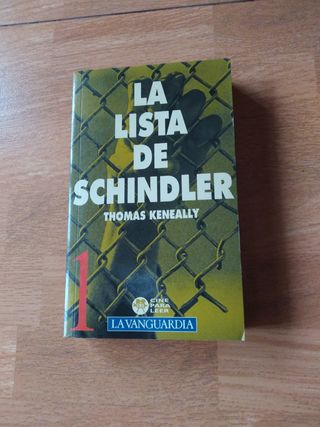 LA
LISTA
DE
SCHINDLER
THOMAS KENEALLY
1
CINE
PARA
LEER
LA VANGUARDIA